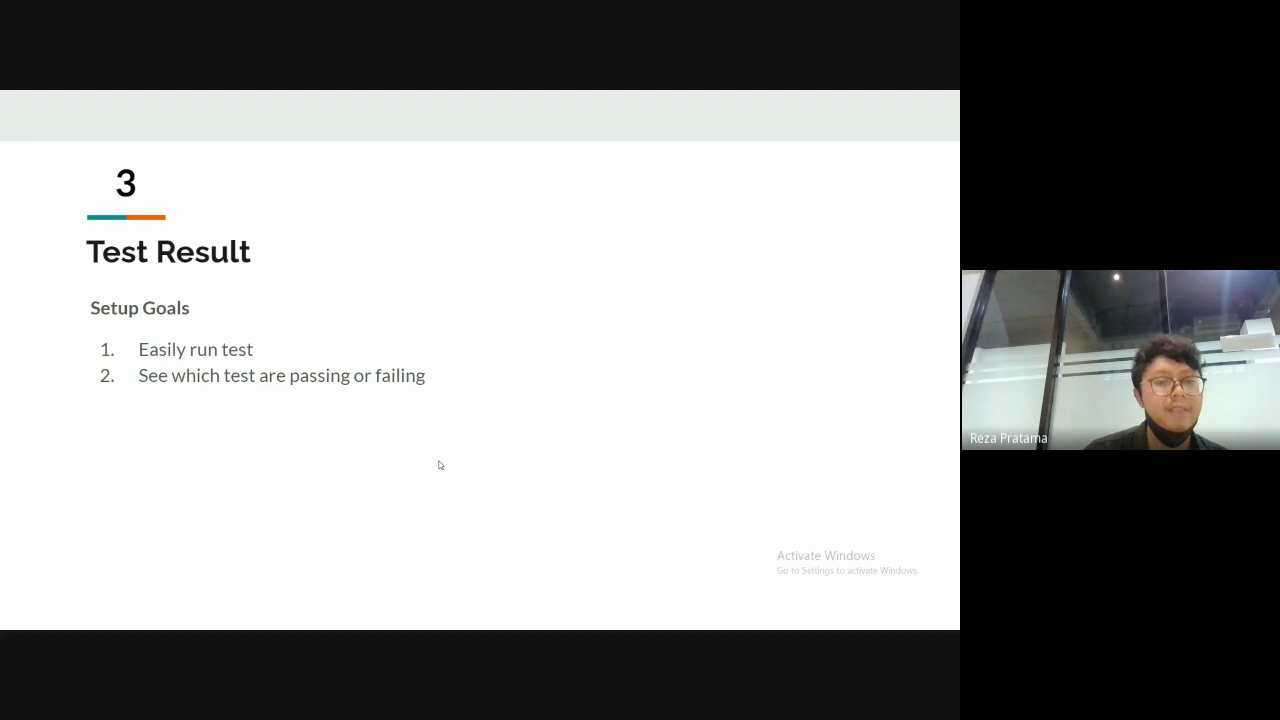 3
Test Result
Setup Goals
1. Easily run test
2. See which test are passing or failing
Activate Windows
Go to Settings to activate Windows.
Reza Pratama